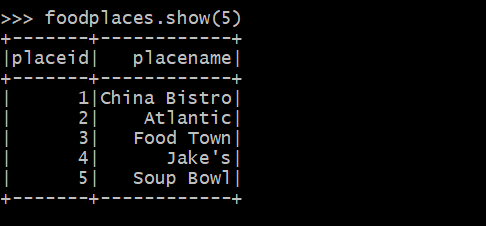 >>> foodplaces.show(5)
+-------+------------+
|placeid|   placename|
+-------+------------+
|      1|China Bistro|
|      2|    Atlantic|
|      3|   Food Town|
|      4|      Jake's|
|      5|   Soup Bowl|
+-------+------------+